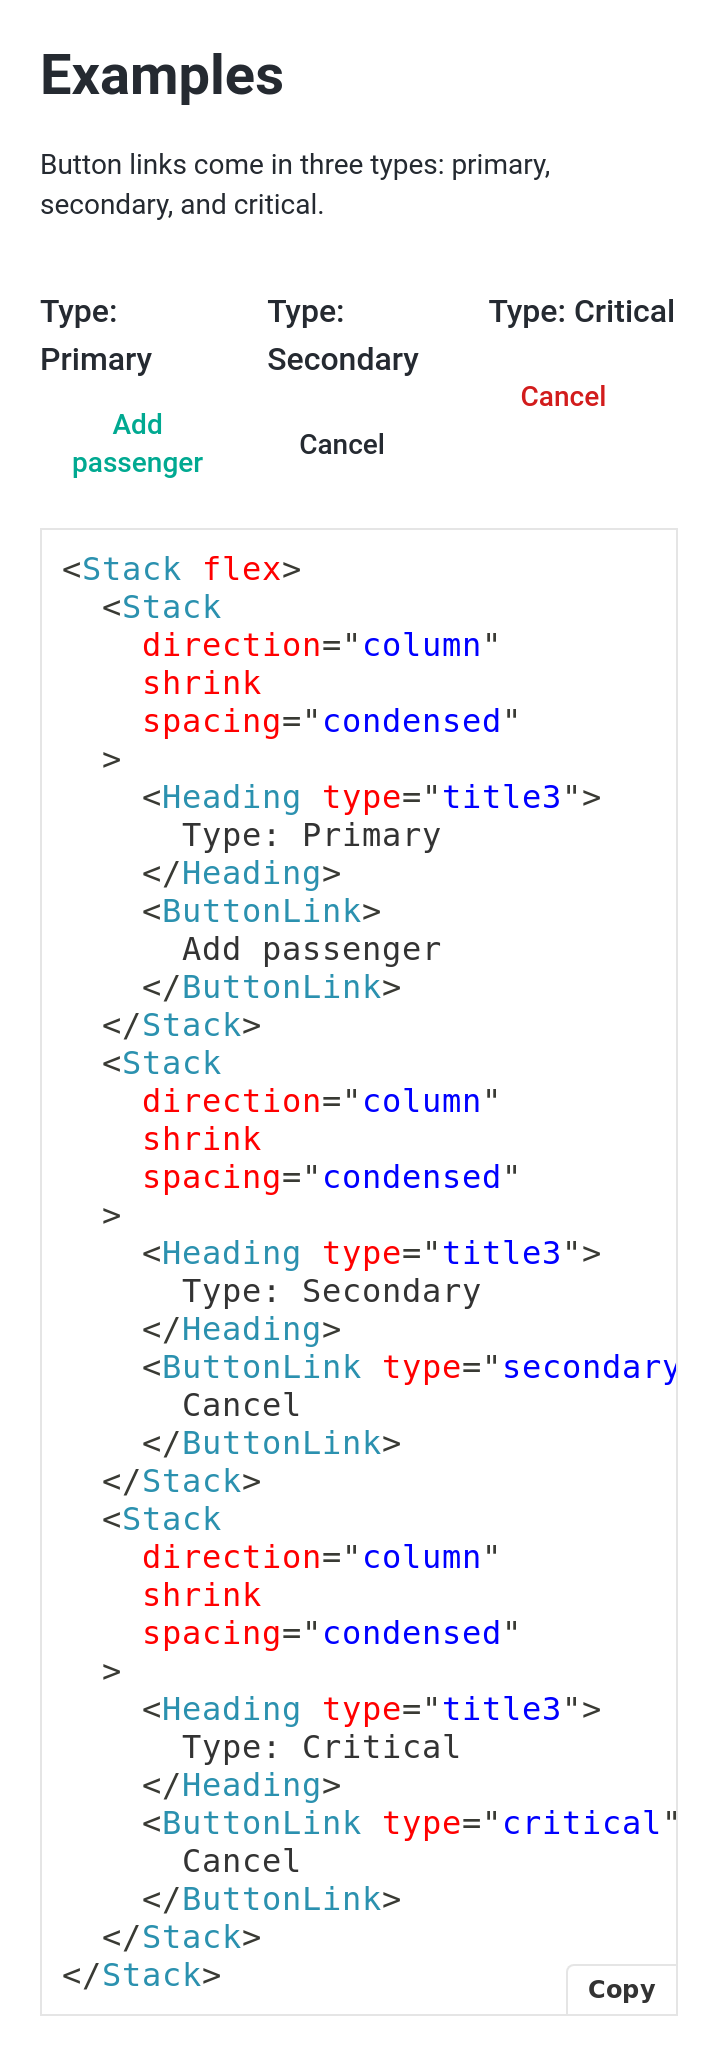 Examples
Button links come in three types: primary,
secondary, and critical.
Type:
Primary
Add
passenger
Type:
Secondary
Cancel
Type: Critical
Cancel
<Stack flex>
  <Stack
    direction="column"
    shrink
    spacing="condensed"
  >
    <Heading type="title3">
      Type: Primary
    </Heading>
    <ButtonLink>
      Add passenger
    </ButtonLink>
  </Stack>
  <Stack
    direction="column"
    shrink
    spacing="condensed"
  >
    <Heading type="title3">
      Type: Secondary
    </Heading>
    <ButtonLink type="secondary
      Cancel
    </ButtonLink>
  </Stack>
  <Stack
    direction="column"
    shrink
    spacing="condensed"
  >
    <Heading type="title3">
      Type: Critical
    </Heading>
    <ButtonLink type="critical"
      Cancel
    </ButtonLink>
  </Stack>
</Stack>
Copy